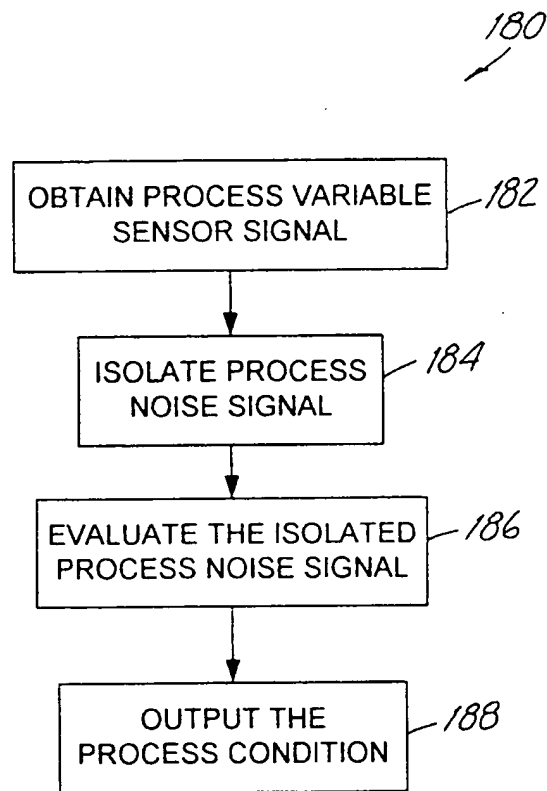 180
OBTAIN PROCESS VARIABLE
SENSOR SIGNAL
182
ISOLATE PROCESS
NOISE SIGNAL
184
EVALUATE THE ISOLATED
PROCESS NOISE SIGNAL
186
OUTPUT THE
PROCESS CONDITION
188